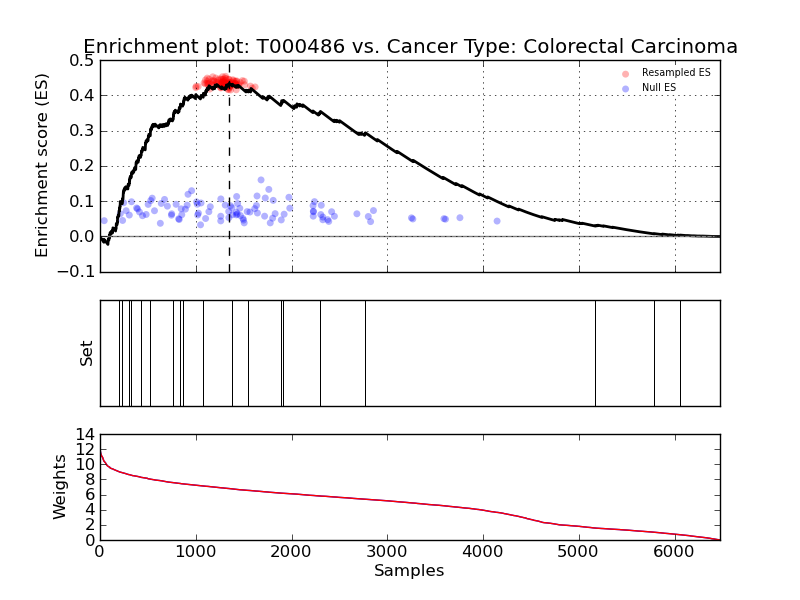 Enrichment plot: T000486 vs. Cancer Type: Colorectal Carcinoma
0.5
0.4
0.3
0.2
0.1
0.0
−0.1
Enrichment score (ES)
Resampled ES
Null ES
Set
14
12
10
8
6
4
2
0
Weights
0 1000 2000 3000 4000 5000 6000
Samples